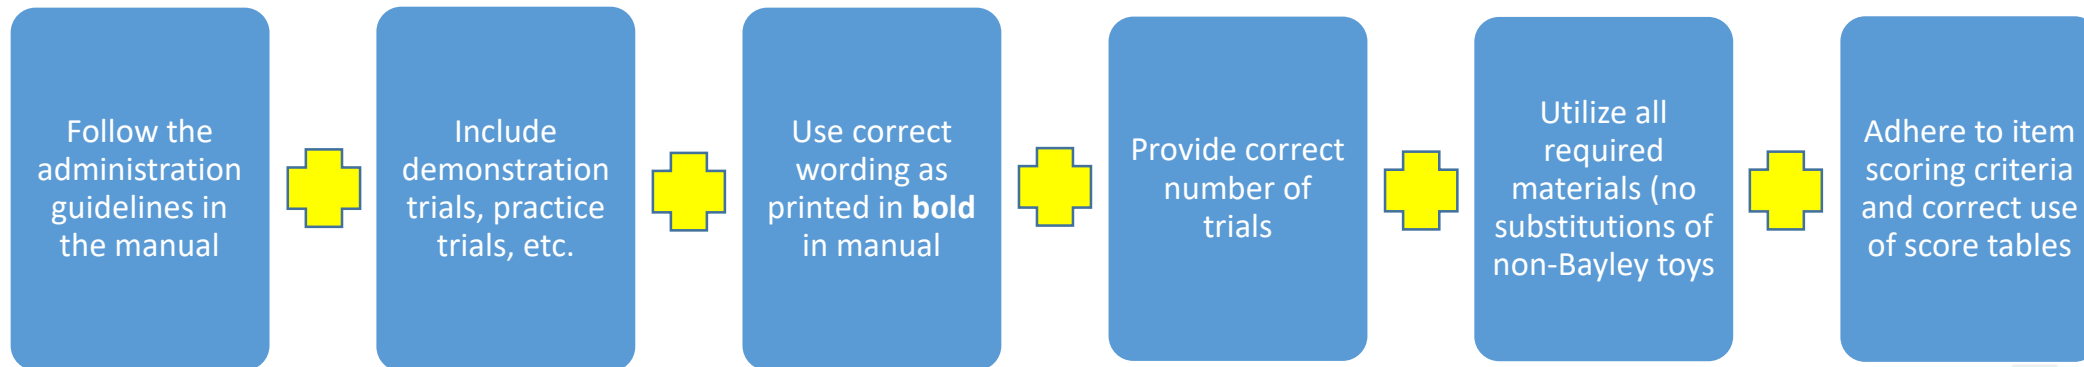 Follow the
administration
guidelines in
the manual
Include
demonstration
trials, practice
trials, etc.
Use correct
wording as
printed in bold
in manual
Provide correct
number of
trials
Utilize all
required
materials (no
substitutions of
non-Bayley toys
Adhere to item
scoring criteria
and correct use
of score tables